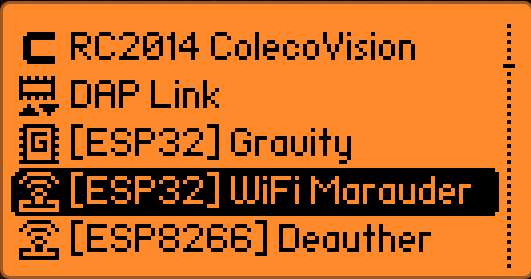 RC2014 ColecoVision
DAP Link
[ESP32] Gravity
[ESP32] WiFi Marauder
[ESP8266] Deauther